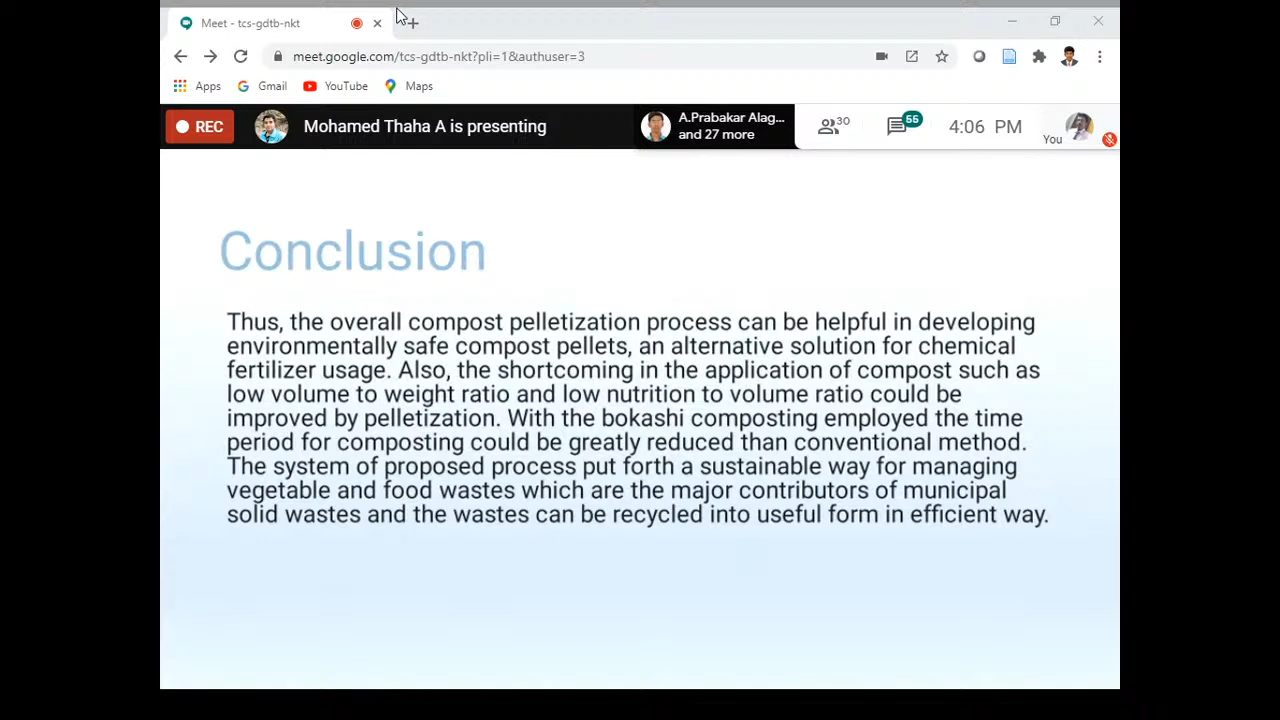 Meet - tcs-gdtb-nkt
meet.google.com/tcs-gdtb-nkt?pli=1&authuser=3
Apps Gmail YouTube Maps
REC Mohamed Thaha A is presenting
A.Prabakar Alag...
and 27 more
30
55
4:06 PM
You
Conclusion
Thus, the overall compost pelletization process can be helpful in developing
environmentally safe compost pellets, an alternative solution for chemical
fertilizer usage. Also, the shortcoming in the application of compost such as
low volume to weight ratio and low nutrition to volume ratio could be
improved by pelletization. With the bokashi composting employed the time
period for composting could be greatly reduced than conventional method.
The system of proposed process put forth a sustainable way for managing
vegetable and food wastes which are the major contributors of municipal
solid wastes and the wastes can be recycled into useful form in efficient way.